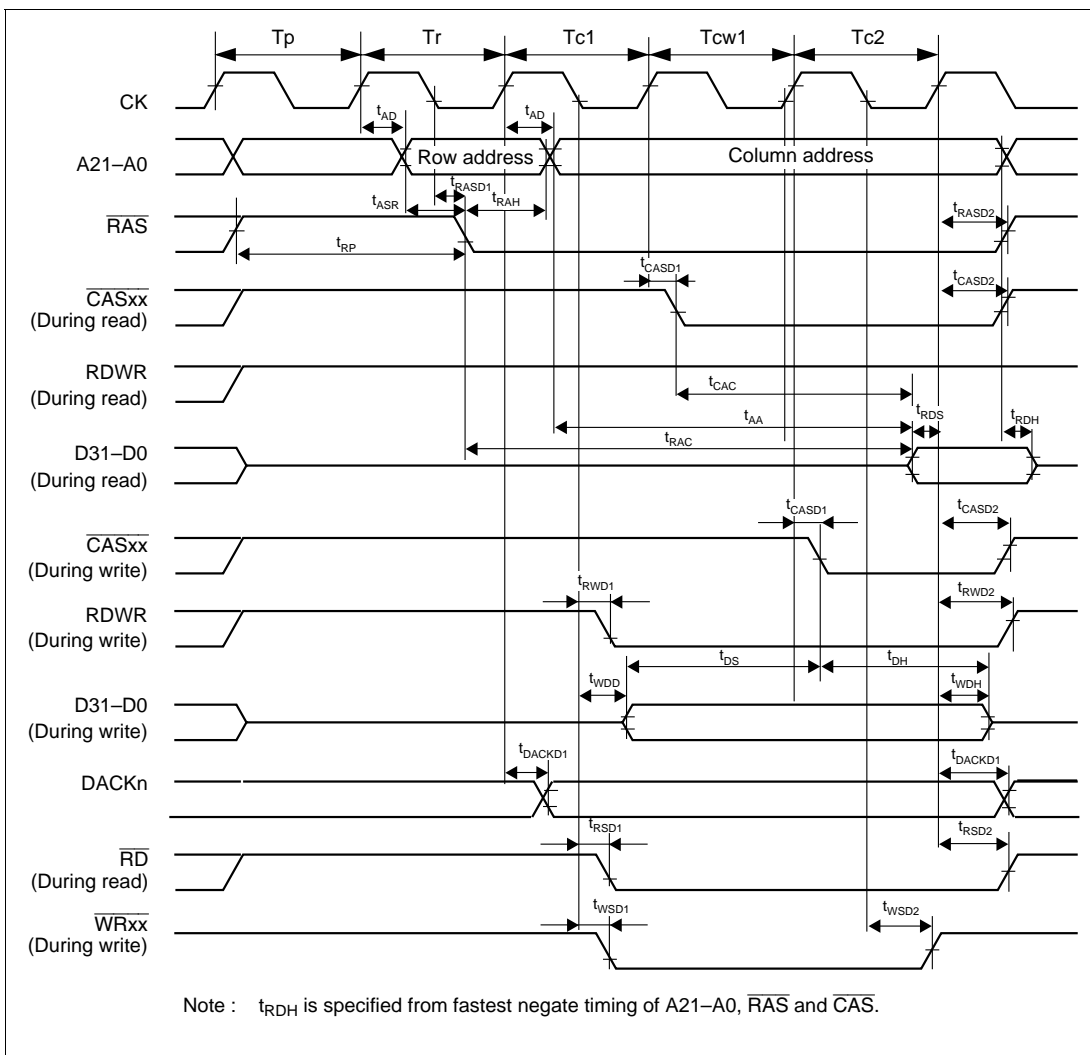 Tp Tr Tc1 Tcw1 Tc2
CK
tAD tAD
A21–A0 Row address Column address
tRASD1
tASR tRAH tRASD2
RAS
tRP
tCASD1 tCASD2
CASxx
(During read)
RDWR
(During read)
tCAC
tRDS
tAA tRDH
tRAC
D31–D0
(During read)
tCASD1 tCASD2
CASxx
(During write)
tRWD1 tRWD2
RDWR
(During write)
tDS tDH
tWDD tWDH
D31–D0
(During write)
tDACKD1 tDACKD1
DACKn
tRSD1 tRSD2
RD
(During read)
tWSD1 tWSD2
WRxx
(During write)
Note : tRDH is specified from fastest negate timing of A21–A0, RAS and CAS.